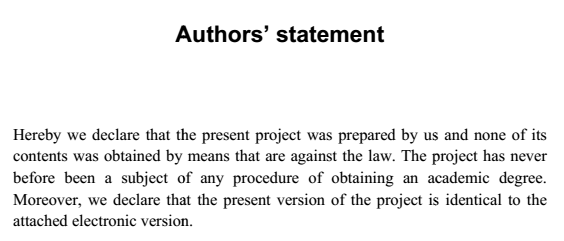 Authors’ statement
Hereby we declare that the present project was prepared by us and none of its
contents was obtained by means that are against the law. The project has never
before been a subject of any procedure of obtaining an academic degree.
Moreover, we declare that the present version of the project is identical to the
attached electronic version.